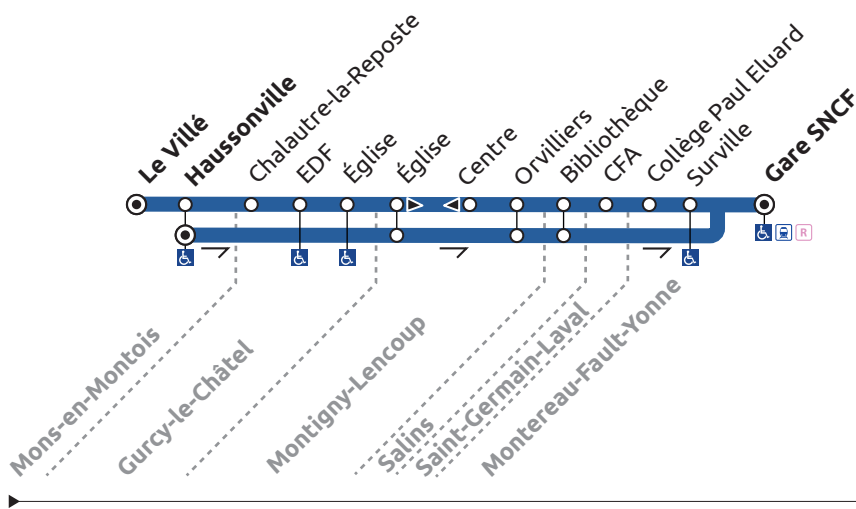 Le Villé
Haussonville
Chalautre-la-Reposte
EDF
Église
Église
Centre
Orvilliers
Bibliothèque
CFA
Collège Paul Eluard
Surville
Gare SNCF
R
Mons-en-Montois
Gurcy-le-Châtel
Montigny-Lencoup
Salins
Saint-Germain-Laval
Montereau-Fault-Yonne